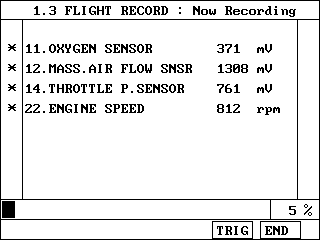 1.3 FLIGHT RECORD : Now Recording
* 11.OXYGEN SENSOR 371 mV
* 12.MASS.AIR FLOW SNSR 1308 mV
* 14.THROTTLE P.SENSOR 761 mV
* 22.ENGINE SPEED 812 rpm
5 %
TRIG END